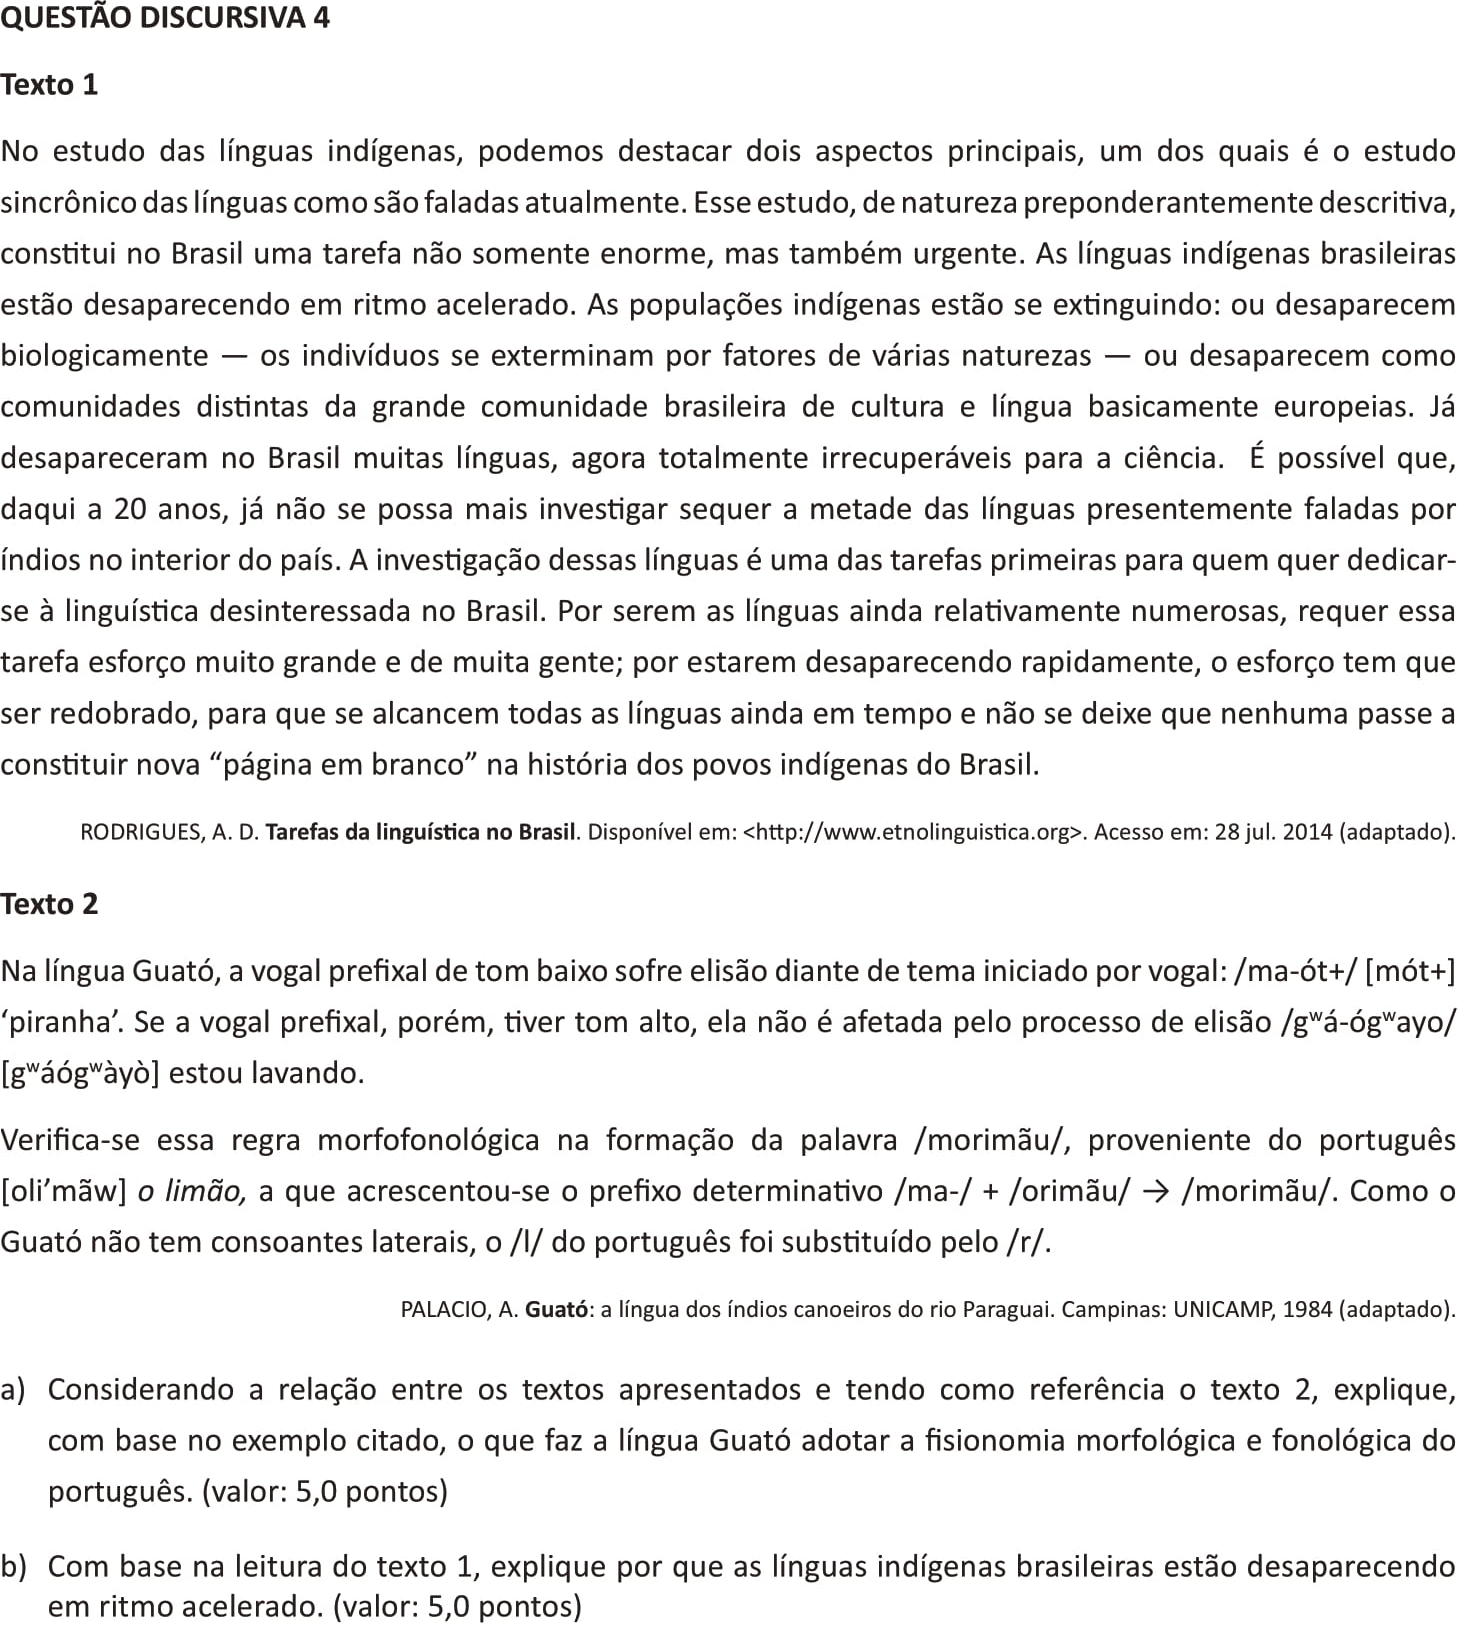 QUESTÃO DISCURSIVA 4
Texto 1
No estudo das línguas indígenas, podemos destacar dois aspectos principais, um dos quais é o estudo
sincrônico das línguas como são faladas atualmente. Esse estudo, de natureza preponderantemente descritiva,
constitui no Brasil uma tarefa não somente enorme, mas também urgente. As línguas indígenas brasileiras
estão desaparecendo em ritmo acelerado. As populações indígenas estão se extinguindo: ou desaparecem
biologicamente — os indivíduos se exterminam por fatores de várias naturezas — ou desaparecem como
comunidades distintas da grande comunidade brasileira de cultura e língua basicamente europeias. Já
desapareceram no Brasil muitas línguas, agora totalmente irrecuperáveis para a ciência. É possível que,
daqui a 20 anos, já não se possa mais investigar sequer a metade das línguas presentemente faladas por
índios no interior do país. A investigação dessas línguas é uma das tarefas primeiras para quem quer dedicar-
se à linguística desinteressada no Brasil. Por serem as línguas ainda relativamente numerosas, requer essa
tarefa esforço muito grande e de muita gente; por estarem desaparecendo rapidamente, o esforço tem que
ser redobrado, para que se alcancem todas as línguas ainda em tempo e não se deixe que nenhuma passe a
constituir nova “página em branco” na história dos povos indígenas do Brasil.
RODRIGUES, A. D. Tarefas da linguística no Brasil. Disponível em: <http://www.etnolinguistica.org>. Acesso em: 28 jul. 2014 (adaptado).
Texto 2
Na língua Guató, a vogal prefixal de tom baixo sofre elisão diante de tema iniciado por vogal: /ma-ót+/ [mót+]
‘piranha’. Se a vogal prefixal, porém, tiver tom alto, ela não é afetada pelo processo de elisão /gʷá-ógʷayo/
[gʷáógʷàyò] estou lavando.
Verifica-se essa regra morfofonológica na formação da palavra /morimãu/, proveniente do português
[oli’mãw] o limão, a que acrescentou-se o prefixo determinativo /ma-/ + /orimãu/ → /morimãu/. Como o
Guató não tem consoantes laterais, o /l/ do português foi substituído pelo /r/.
PALACIO, A. Guató: a língua dos índios canoeiros do rio Paraguai. Campinas: UNICAMP, 1984 (adaptado).
a) Considerando a relação entre os textos apresentados e tendo como referência o texto 2, explique,
com base no exemplo citado, o que faz a língua Guató adotar a fisionomia morfológica e fonológica do
português. (valor: 5,0 pontos)
b) Com base na leitura do texto 1, explique por que as línguas indígenas brasileiras estão desaparecendo
em ritmo acelerado. (valor: 5,0 pontos)